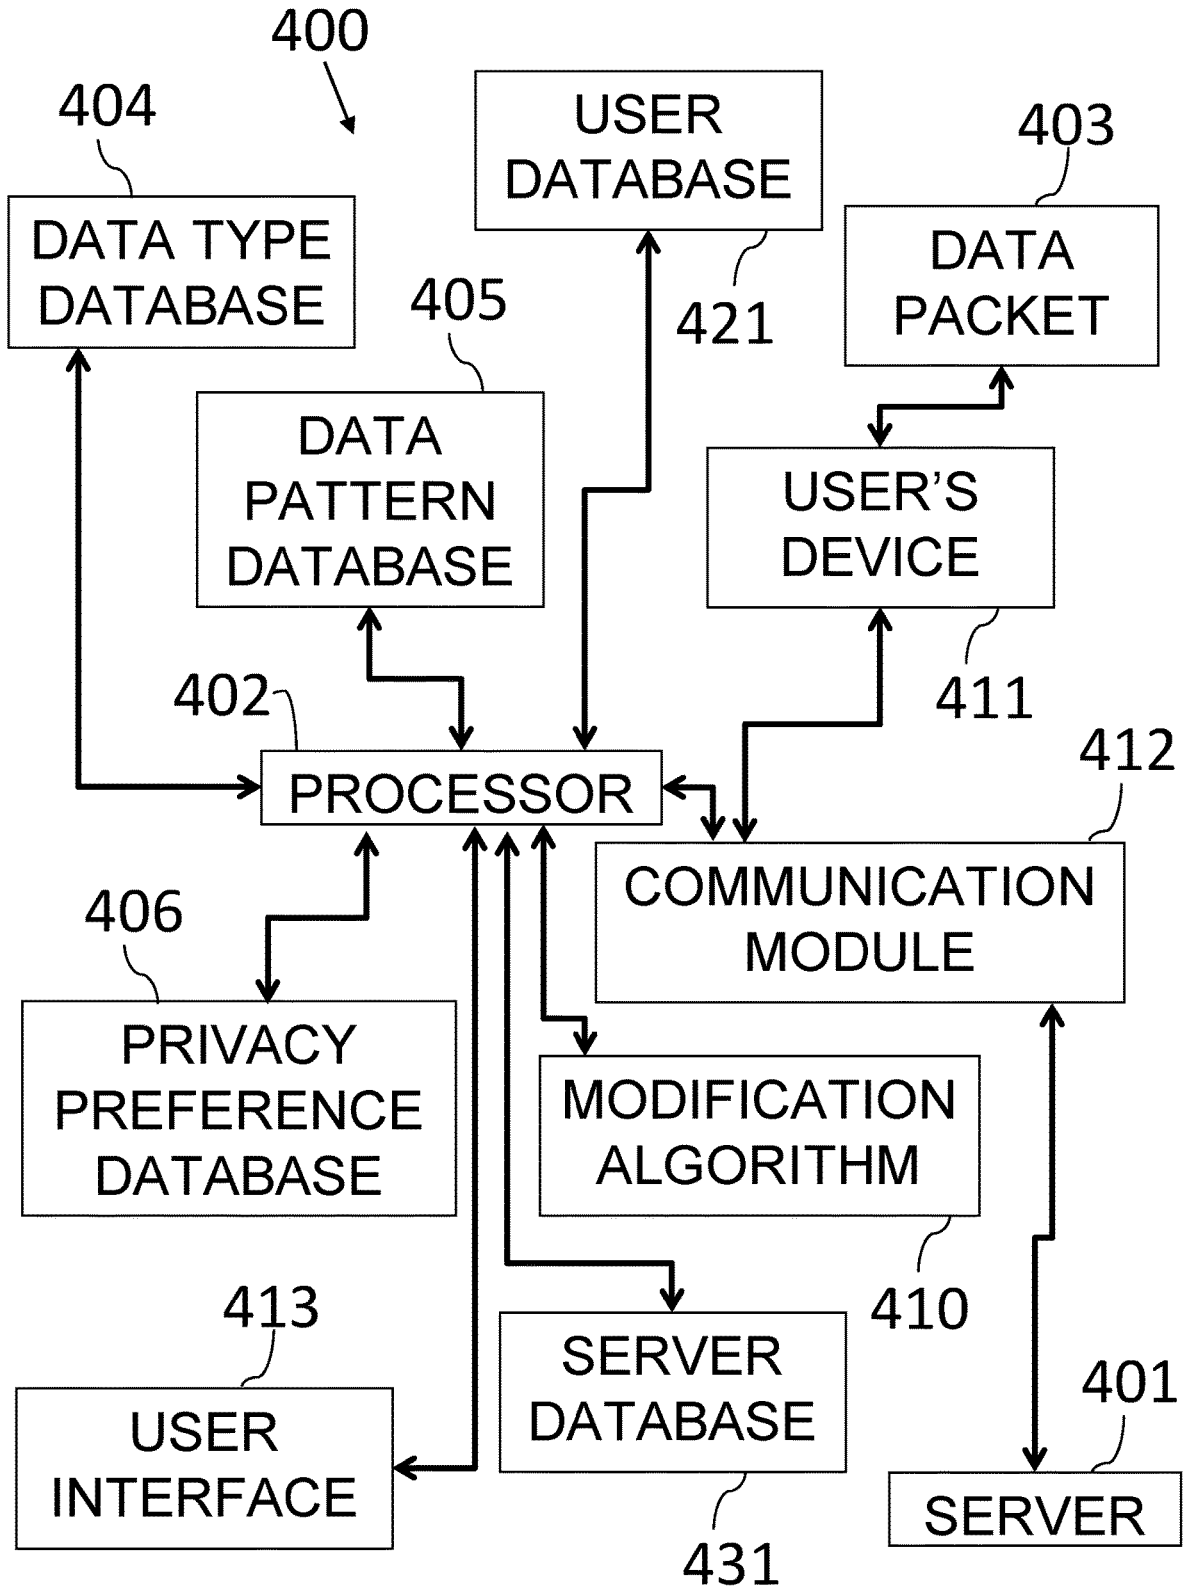 400
404
USER
DATABASE
403
DATA TYPE
DATABASE
405
421
DATA
PACKET
DATA
PATTERN
DATABASE
USER'S
DEVICE
402
411
412
PROCESSOR
COMMUNICATION
MODULE
406
PRIVACY
PREFERENCE
DATABASE
MODIFICATION
ALGORITHM
410
413
SERVER
DATABASE
401
USER
INTERFACE
SERVER
431